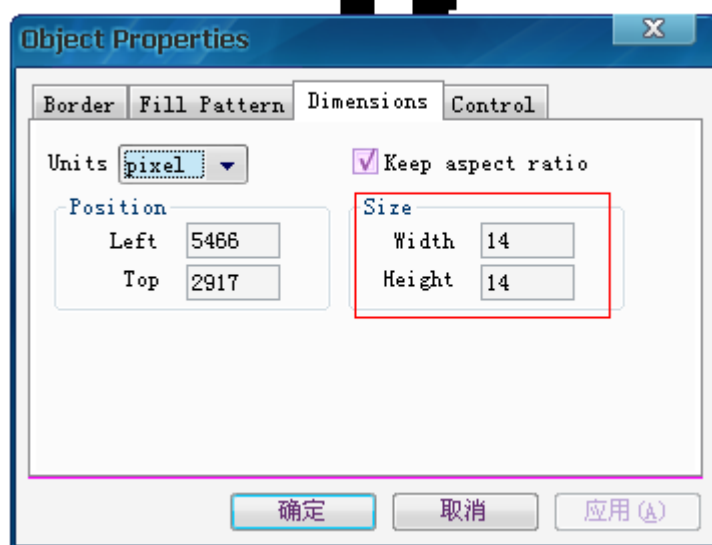 Object Properties
Border Fill Pattern Dimensions Control
Units pixel Keep aspect ratio
Position Size
Left 5466 Width 14
Top 2917 Height 14
确定 取消 应用(A)